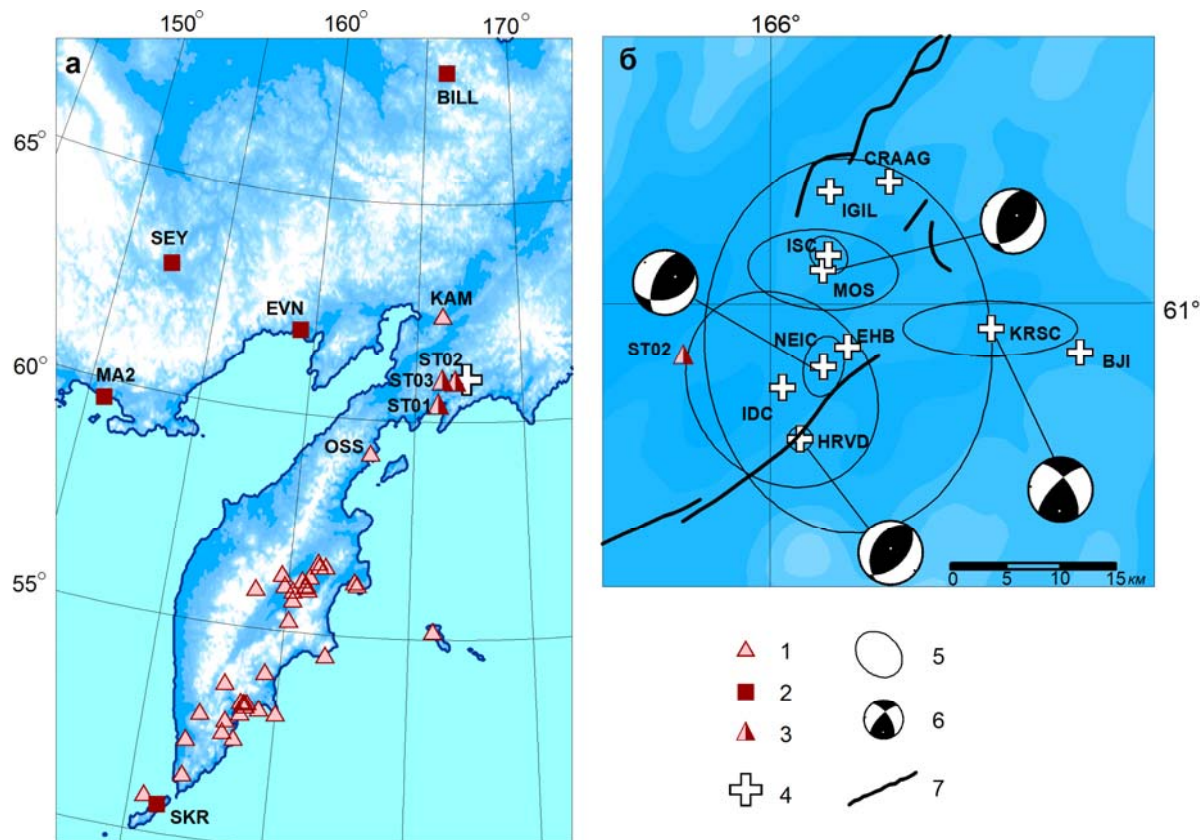 150° 160° 170°
а
BILL
65°
SEY
EVN
KAM
60°
MA2
ST02
ST03
ST01
OSS
55°
SKR
166°
б
CRAAG
IGIL
ISC
MOS
61°
ST02
NEIC
EHB
KRSC
BJI
IDC
HRVD
0 5 10 15 км
1
2
3
4
5
6
7